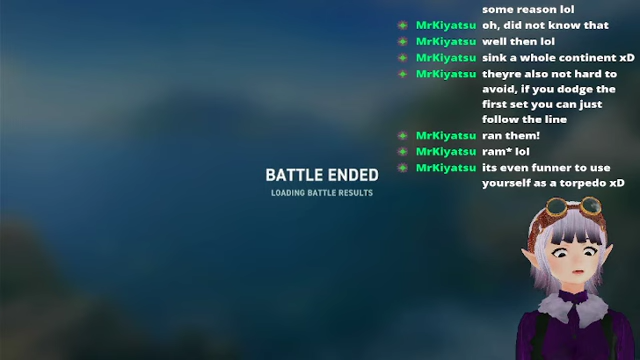 some reason lol
MrKiyatsu oh, did not know that
MrKiyatsu well then lol
MrKiyatsu sink a whole continent xD
MrKiyatsu theyre also not hard to
avoid, if you dodge the
first set you can just
follow the line
MrKiyatsu ran them!
MrKiyatsu ram* lol
MrKiyatsu its even funner to use
yourself as a torpedo xD
BATTLE ENDED
LOADING BATTLE RESULTS